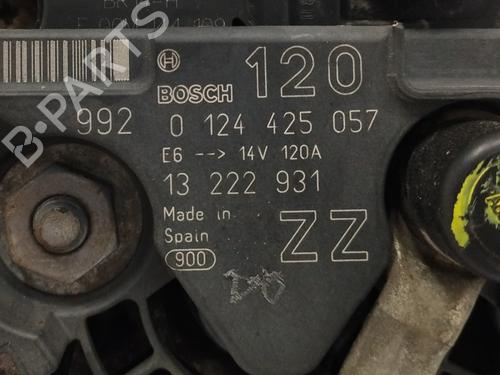 BOSCH 120
992 0 124 425 057
E6 --> 14V 120A
13 222 931
Made in
Spain
ZZ
900
B-PARTS